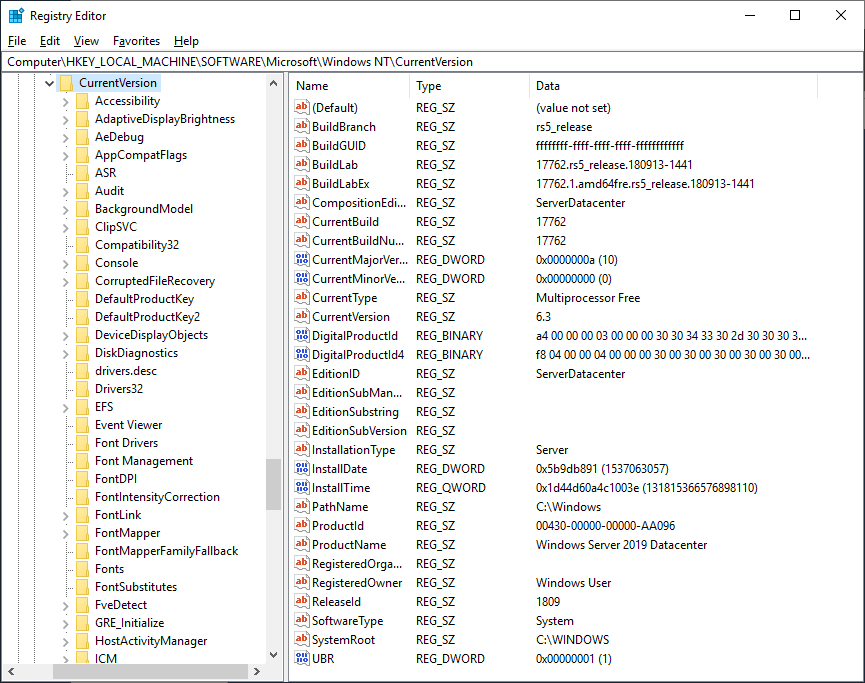 Registry Editor
File Edit View Favorites Help
Computer\HKEY_LOCAL_MACHINE\SOFTWARE\Microsoft\Windows NT\CurrentVersion
CurrentVersion
Accessibility
AdaptiveDisplayBrightness
AeDebug
AppCompatFlags
ASR
Audit
BackgroundModel
ClipSVC
Compatibility32
Console
CorruptedFileRecovery
DefaultProductKey
DefaultProductKey2
DeviceDisplayObjects
DiskDiagnostics
drivers.desc
Drivers32
EFS
Event Viewer
Font Drivers
Font Management
FontDPI
FontIntensityCorrection
FontLink
FontMapper
FontMapperFamilyFallback
Fonts
FontSubstitutes
FveDetect
GRE_Initialize
HostActivityManager
ICM
Name Type Data
(Default) REG_SZ (value not set)
BuildBranch REG_SZ rs5_release
BuildGUID REG_SZ ffffffff-ffff-ffff-ffff-ffffffffffff
BuildLab REG_SZ 17762.rs5_release.180913-1441
BuildLabEx REG_SZ 17762.1.amd64fre.rs5_release.180913-1441
CompositionEdi... REG_SZ ServerDatacenter
CurrentBuild REG_SZ 17762
CurrentBuildNu... REG_SZ 17762
CurrentMajorVer... REG_DWORD 0x0000000a (10)
CurrentMinorVe... REG_DWORD 0x00000000 (0)
CurrentType REG_SZ Multiprocessor Free
CurrentVersion REG_SZ 6.3
DigitalProductId REG_BINARY a4 00 00 00 03 00 00 00 30 30 34 33 30 2d 30 30 30 3...
DigitalProductId4 REG_BINARY f8 04 00 00 04 00 00 00 30 00 30 00 30 00 30 00 30 00...
EditionID REG_SZ ServerDatacenter
EditionSubMan... REG_SZ
EditionSubstring REG_SZ
EditionSubVersion REG_SZ
InstallationType REG_SZ Server
InstallDate REG_DWORD 0x5b9db891 (1537063057)
InstallTime REG_QWORD 0x1d44d60a4c1003e (131815366576898110)
PathName REG_SZ C:\Windows
ProductId REG_SZ 00430-00000-00000-AA096
ProductName REG_SZ Windows Server 2019 Datacenter
RegisteredOrga... REG_SZ
RegisteredOwner REG_SZ Windows User
ReleaseId REG_SZ 1809
SoftwareType REG_SZ System
SystemRoot REG_SZ C:\WINDOWS
UBR REG_DWORD 0x00000001 (1)